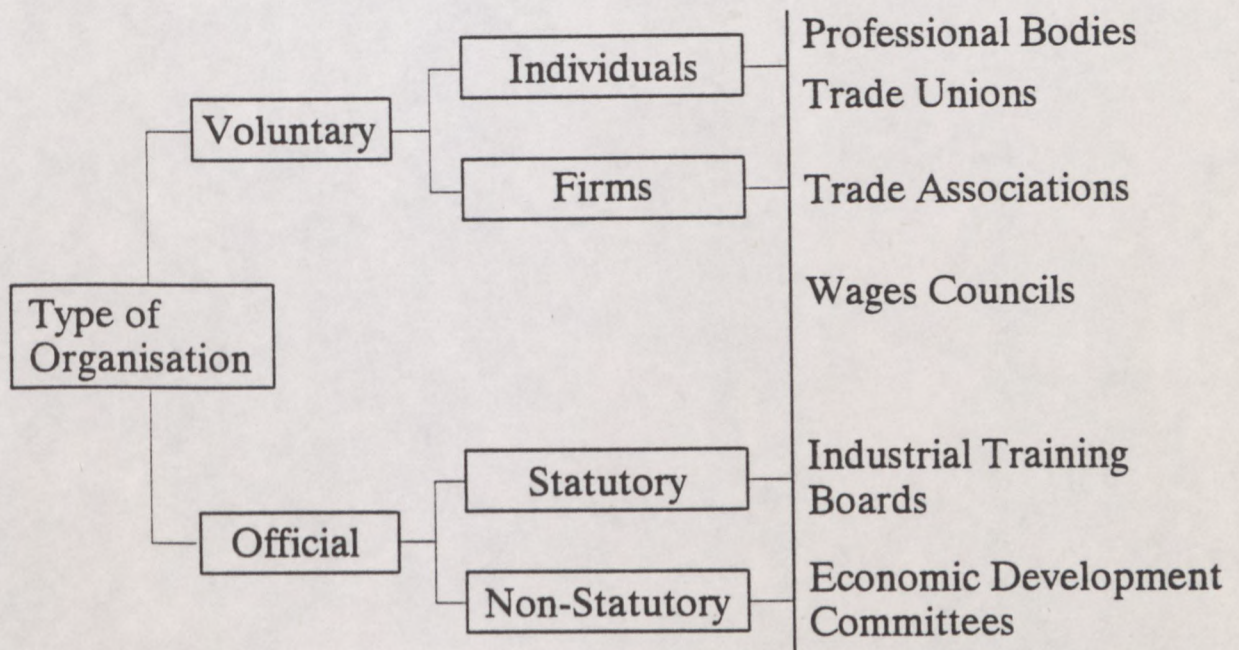 Professional Bodies
Individuals
Trade Unions
Voluntary
Firms
Trade Associations
Wages Councils
Type of
Organisation
Industrial Training
Boards
Statutory
Official
Economic Development
Committees
Non-Statutory